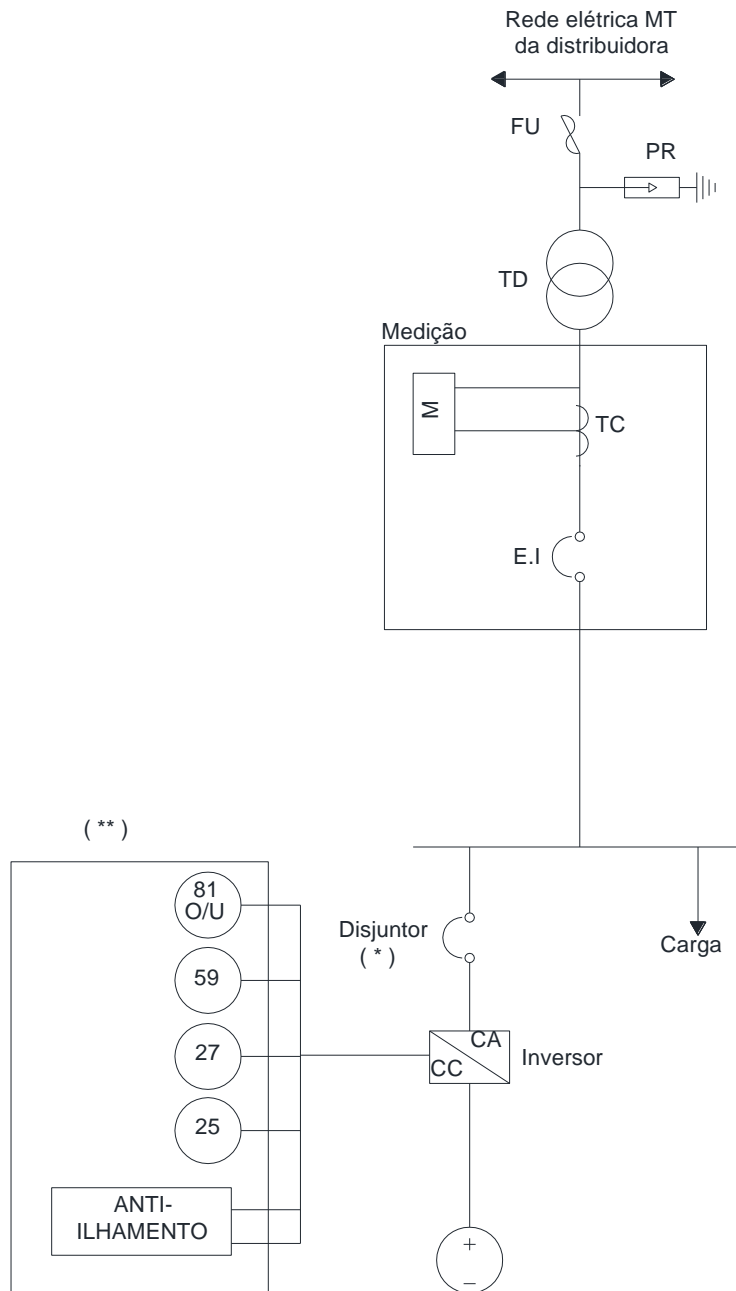 Rede elétrica MT
da distribuidora
FU
PR
TD
Medição
M
TC
E.I
( ** )
81
O/U
59
27
25
ANTI-
ILHAMENTO
Disjuntor
( * )
Carga
CA
CC
Inversor
+
–